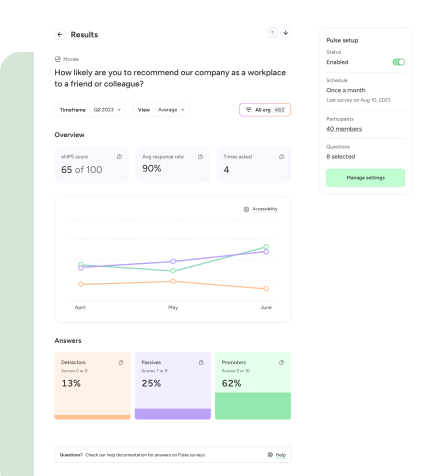 ← Results ↑ ↓
Morale
How likely are you to recommend our company as a workplace
to a friend or colleague?
Timeframe Q2 2023 View Average All org 462
Overview
eNPS score Avg response rate Times asked
65 of 100 90% 4
Accessibility
April May June
Answers
Detractors Passives Promoters
Scores 0 or 6 Scores 7 or 8 Scores 9 or 10
13% 25% 62%
Questions? Check our help documentation for answers on Pulse surveys Help
Pulse setup
Status
Enabled
Schedule
Once a month
Last survey on Aug 10, 2023
Participants
40 members
Questions
8 selected
Manage settings